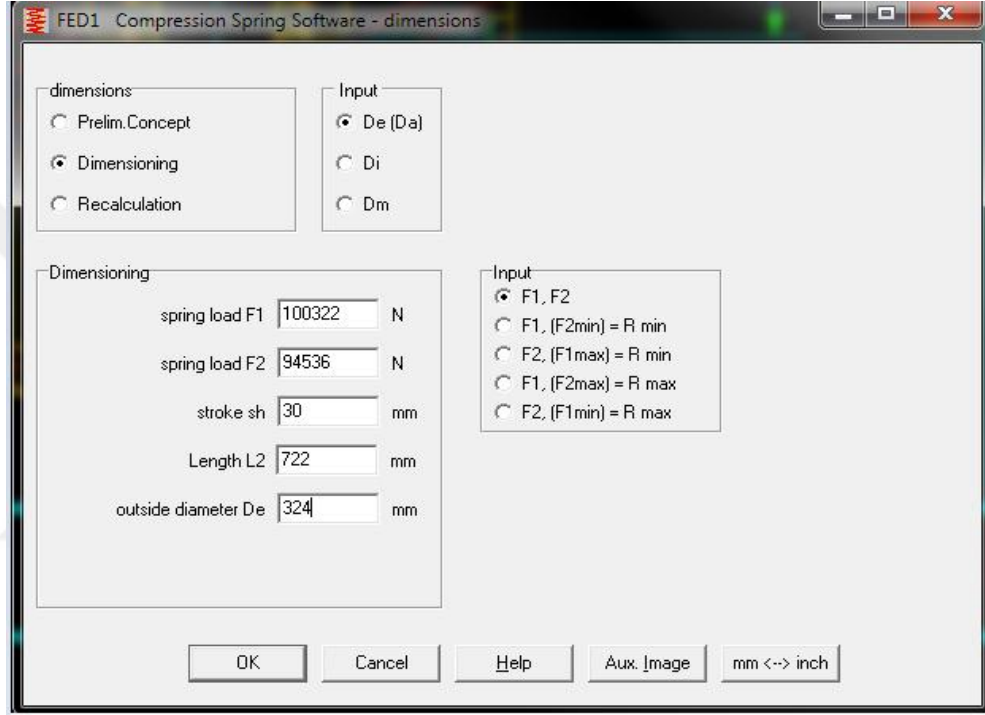 FED1 Compression Spring Software - dimensions
dimensions
Prelim.Concept
Dimensioning
Recalculation
Input
De (Da)
Di
Dm
Dimensioning
spring load F1 100322 N
spring load F2 94536 N
stroke sh 30 mm
Length L2 722 mm
outside diameter De 324 mm
Input
F1, F2
F1, (F2min) = R min
F2, (F1max) = R min
F1, (F2max) = R max
F2, (F1min) = R max
OK Cancel Help Aux. Image mm <--> inch